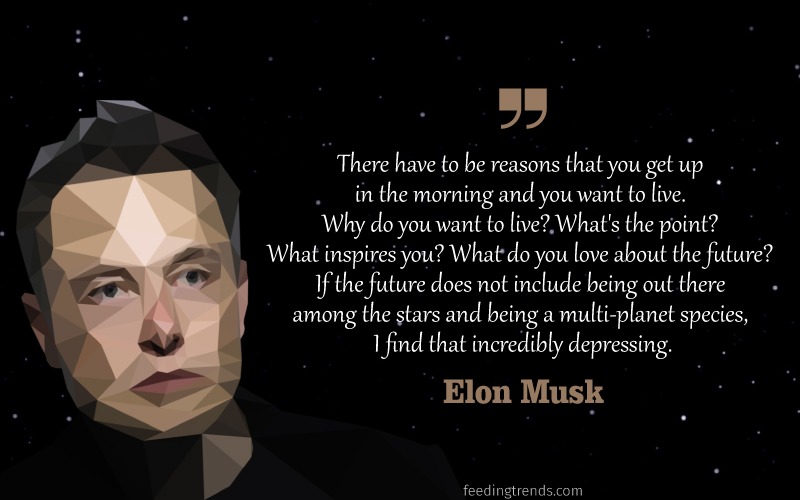 There have to be reasons that you get up
in the morning and you want to live.
Why do you want to live? What's the point?
What inspires you? What do you love about the future?
If the future does not include being out there
among the stars and being a multi-planet species,
I find that incredibly depressing.
Elon Musk
feedingtrends.com